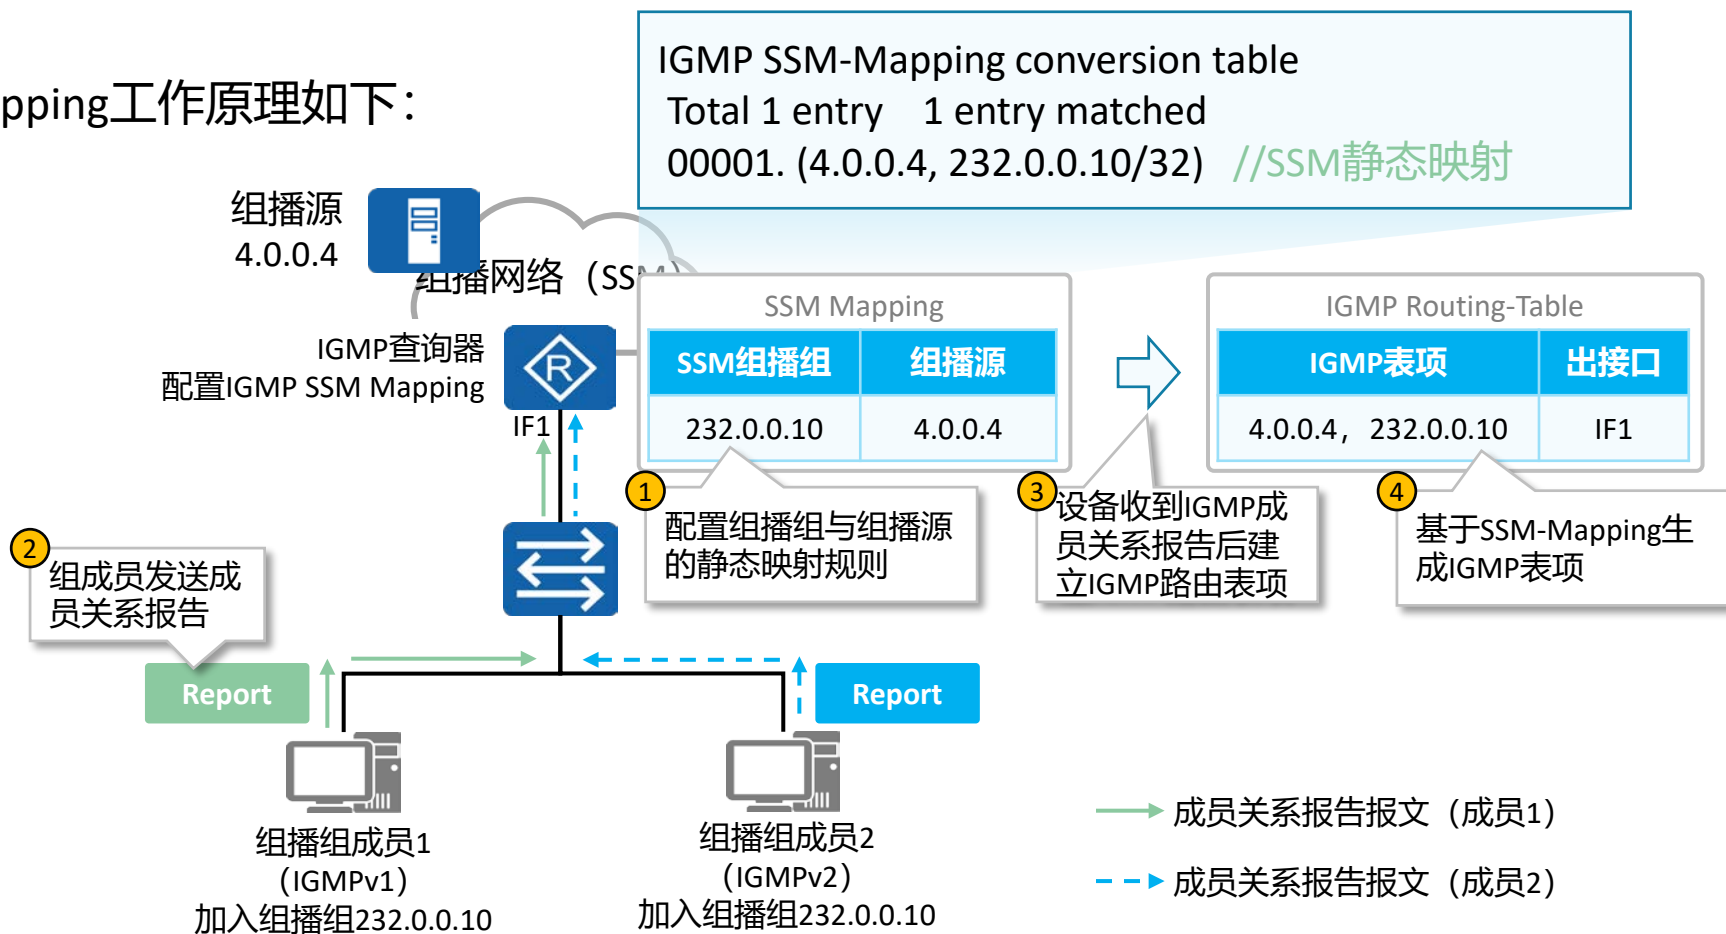 pping工作原理如下：
IGMP SSM-Mapping conversion table
Total 1 entry 1 entry matched
00001. (4.0.0.4, 232.0.0.10/32) //SSM静态映射
组播源
4.0.0.4
组播网络（SSM）
IGMP查询器
配置IGMP SSM Mapping
IF1
SSM Mapping
SSM组播组 组播源
232.0.0.10 4.0.0.4
IGMP Routing-Table
IGMP表项 出接口
4.0.0.4，232.0.0.10 IF1
1
配置组播组与组播源
的静态映射规则
2
组成员发送成
员关系报告
3
设备收到IGMP成
员关系报告后建
立IGMP路由表项
4
基于SSM-Mapping生
成IGMP表项
R
Report
Report
组播组成员1
（IGMPv1）
加入组播组232.0.0.10
组播组成员2
（IGMPv2）
加入组播组232.0.0.10
成员关系报告报文（成员1）
成员关系报告报文（成员2）